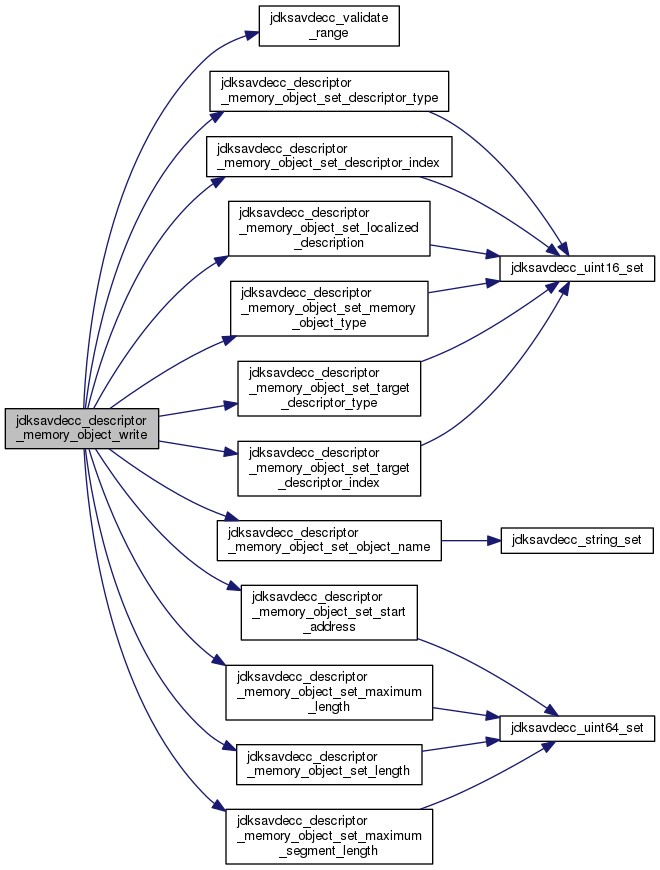 jdksavdecc_validate
_range
jdksavdecc_descriptor
_memory_object_set_descriptor_type
jdksavdecc_descriptor
_memory_object_set_descriptor_index
jdksavdecc_descriptor
_memory_object_set_localized
_description
jdksavdecc_uint16_set
jdksavdecc_descriptor
_memory_object_set_memory
_object_type
jdksavdecc_descriptor
_memory_object_set_target
_descriptor_type
jdksavdecc_descriptor
_memory_object_write
jdksavdecc_descriptor
_memory_object_set_target
_descriptor_index
jdksavdecc_descriptor
_memory_object_set_object_name
jdksavdecc_string_set
jdksavdecc_descriptor
_memory_object_set_start
_address
jdksavdecc_descriptor
_memory_object_set_maximum
_length
jdksavdecc_uint64_set
jdksavdecc_descriptor
_memory_object_set_length
jdksavdecc_descriptor
_memory_object_set_maximum
_segment_length